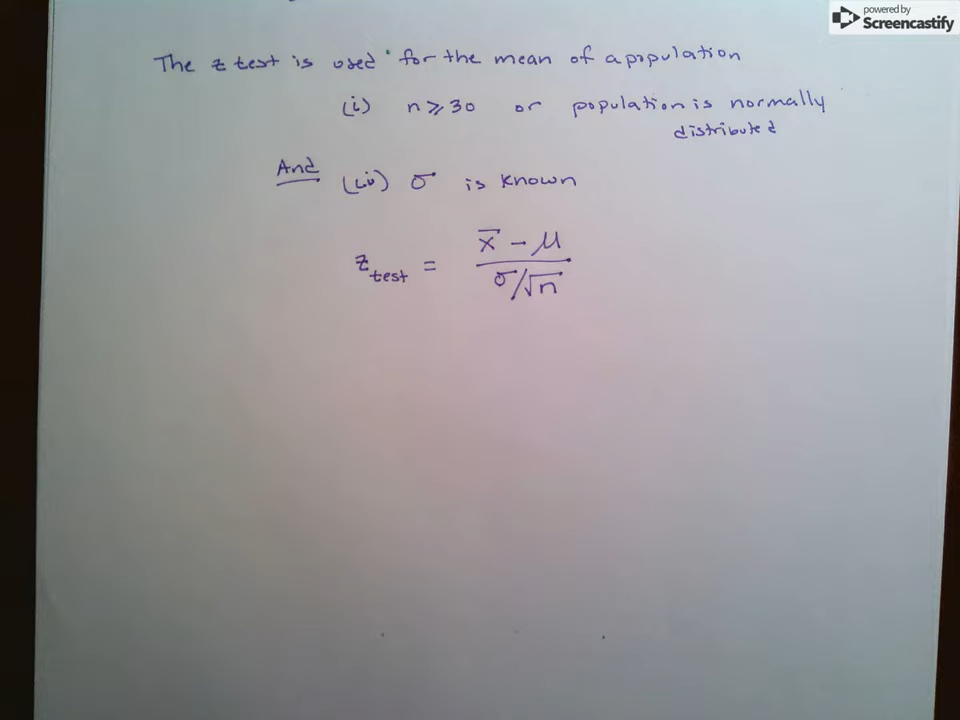 powered by
Screencastify
The z test is used for the mean of a population
(i) n ⩾ 30 or population is normally
distributed
And (ii) σ is known
z test = x̄ - μ / σ/√n